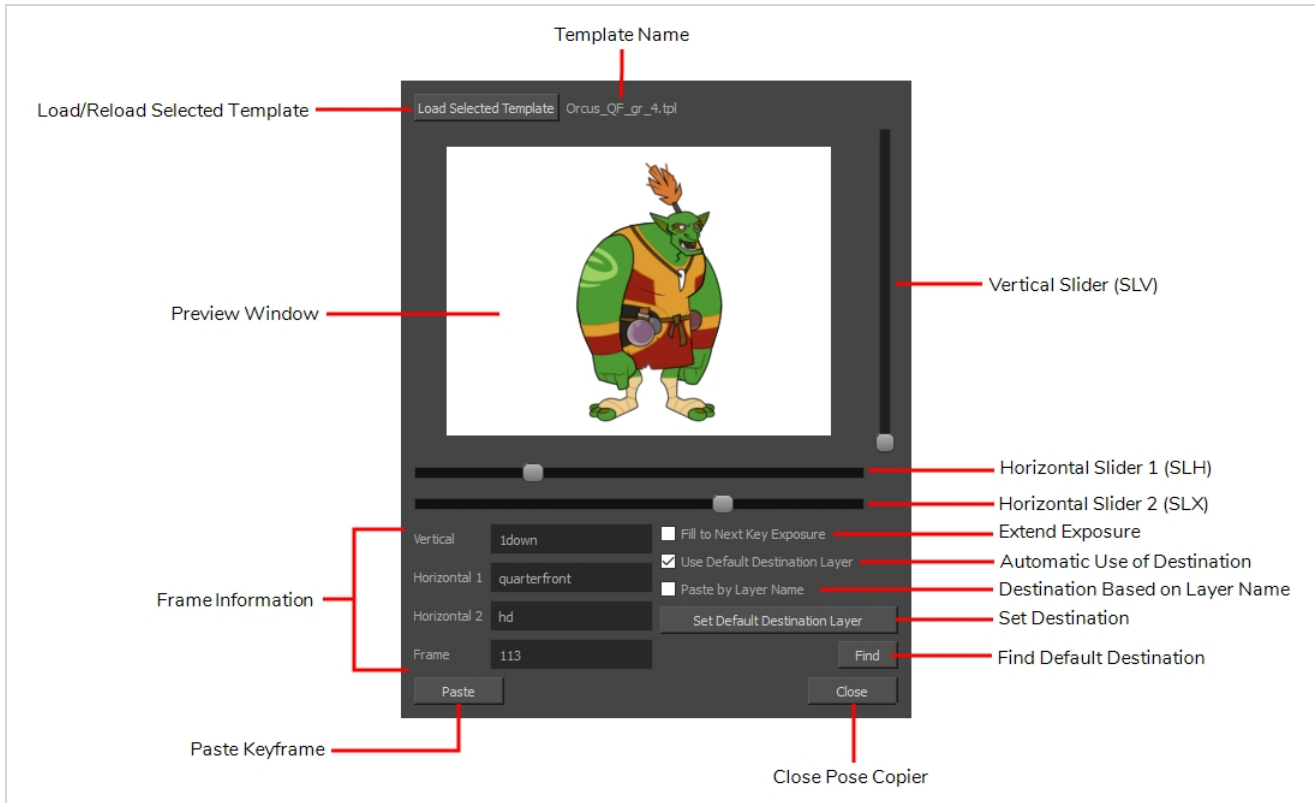 Template Name
Load/Reload Selected Template
Load Selected Template
Orcus_QF_gr_4.tpl
Preview Window
Vertical Slider (SLV)
Horizontal Slider 1 (SLH)
Horizontal Slider 2 (SLX)
Vertical
1down
Fill to Next Key Exposure
Extend Exposure
Use Default Destination Layer
Automatic Use of Destination
Horizontal 1
quarterfront
Paste by Layer Name
Destination Based on Layer Name
Frame Information
Horizontal 2
hd
Set Default Destination Layer
Set Destination
Frame
113
Find
Find Default Destination
Paste
Close
Paste Keyframe
Close Pose Copier